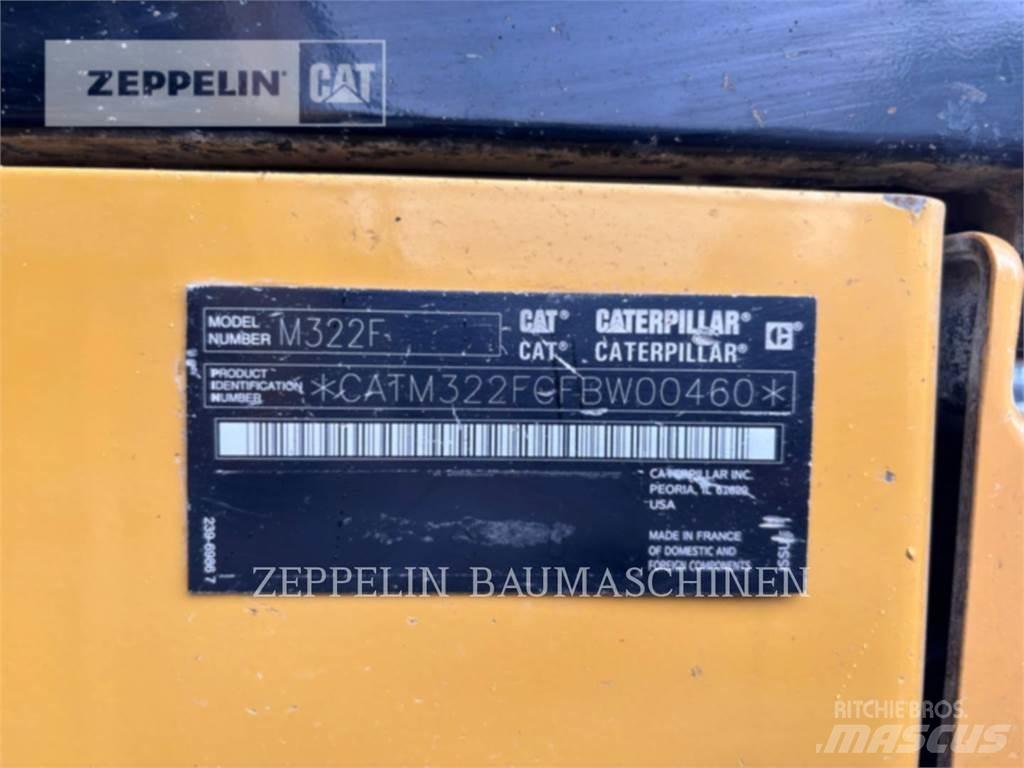 ZEPPELIN CAT
MODEL NUMBER M322F
CAT® CATERPILLAR®
CAT® CATERPILLAR®
PRODUCT IDENTIFICATION NUMBER
CATERPILLAR INC.
PEORIA, IL
USA
MADE IN FRANCE
OF DOMESTIC AND
FOREIGN COMPONENTS
ZEPPELIN BAUMASCHINEN
RITCHIE BROS.
MASCUS